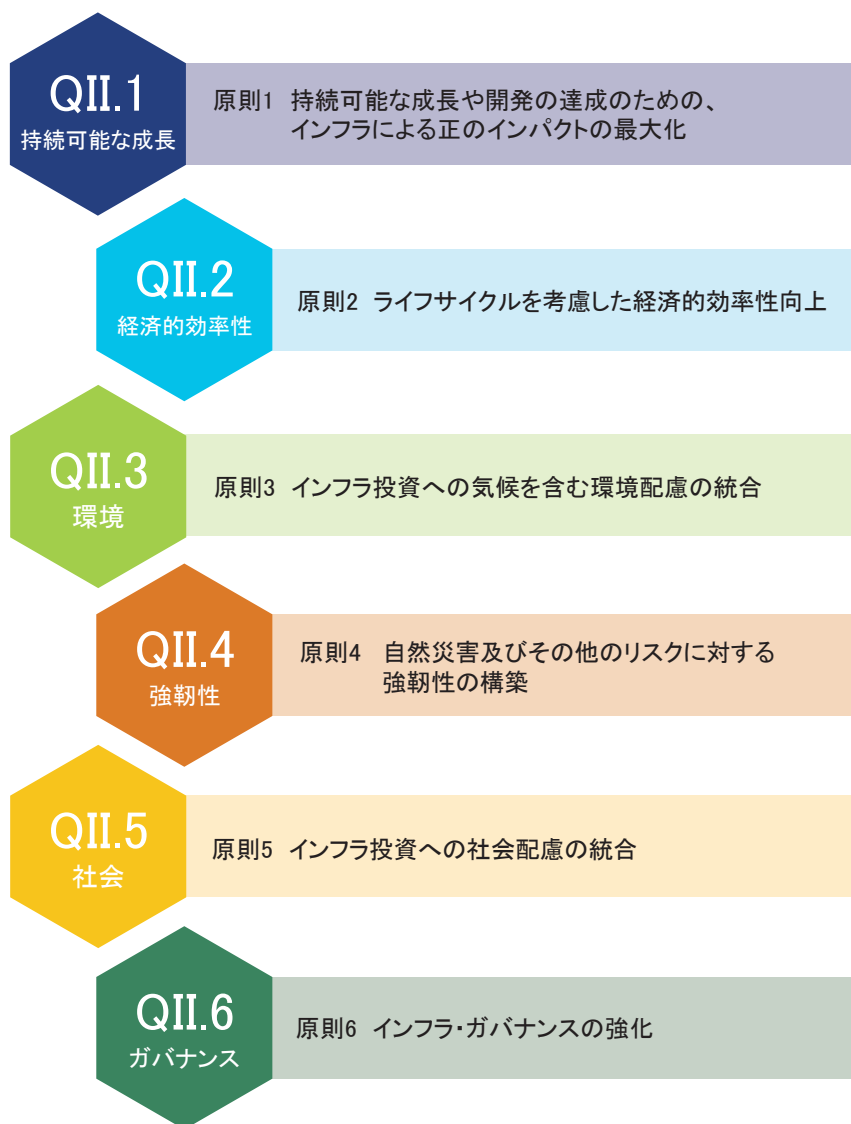 QII.1
持続可能な成長
原則1 持続可能な成長や開発の達成のための、
インフラによる正のインパクトの最大化
QII.2
経済的効率性
原則2 ライフサイクルを考慮した経済的効率性向上
QII.3
環境
原則3 インフラ投資への気候を含む環境配慮の統合
QII.4
強靭性
原則4 自然災害及びその他のリスクに対する
強靭性の構築
QII.5
社会
原則5 インフラ投資への社会配慮の統合
QII.6
ガバナンス
原則6 インフラ・ガバナンスの強化